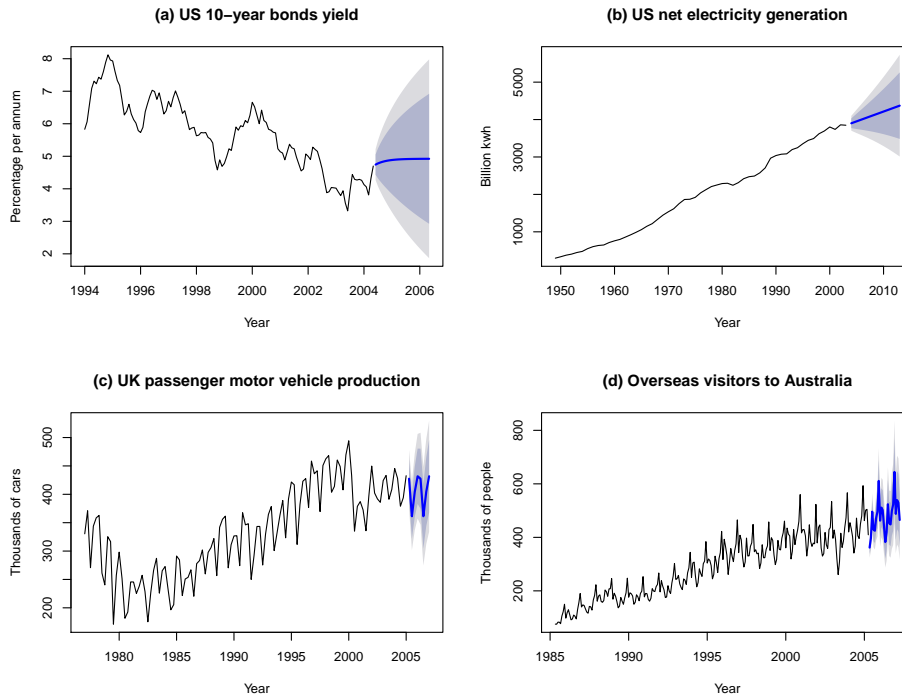 (a) US 10−year bonds yield
Percentage per annum
8
7
6
5
4
3
2
1994 1996 1998 2000 2002 2004 2006
Year
(b) US net electricity generation
Billion kwh
5000
3000
1000
1950 1960 1970 1980 1990 2000 2010
Year
(c) UK passenger motor vehicle production
Thousands of cars
500
400
300
200
1980 1985 1990 1995 2000 2005
Year
(d) Overseas visitors to Australia
Thousands of people
800
600
400
200
1985 1990 1995 2000 2005
Year